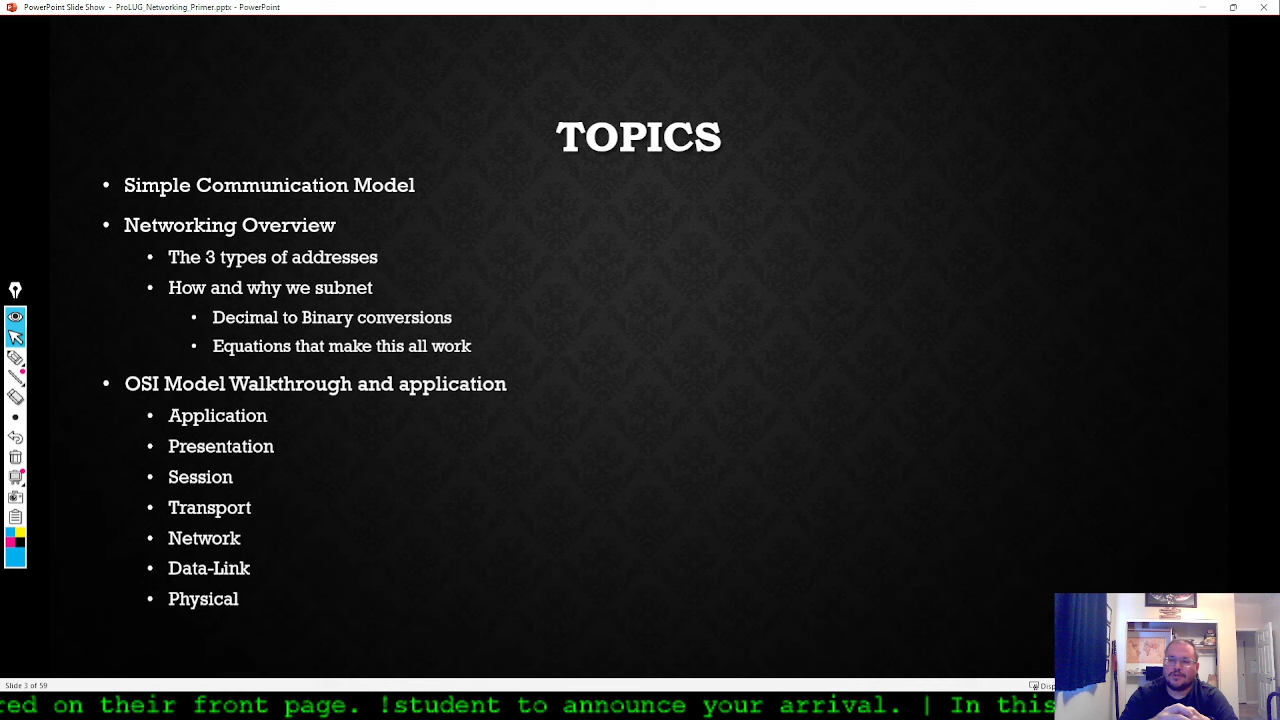 PowerPoint Slide Show - ProLUG_Networking_Primer.pptx - PowerPoint
TOPICS
• Simple Communication Model
• Networking Overview
• The 3 types of addresses
• How and why we subnet
• Decimal to Binary conversions
• Equations that make this all work
• OSI Model Walkthrough and application
• Application
• Presentation
• Session
• Transport
• Network
• Data-Link
• Physical
Slide 3 of 59
Disp
red on their front page. !student to announce your arrival. | In this